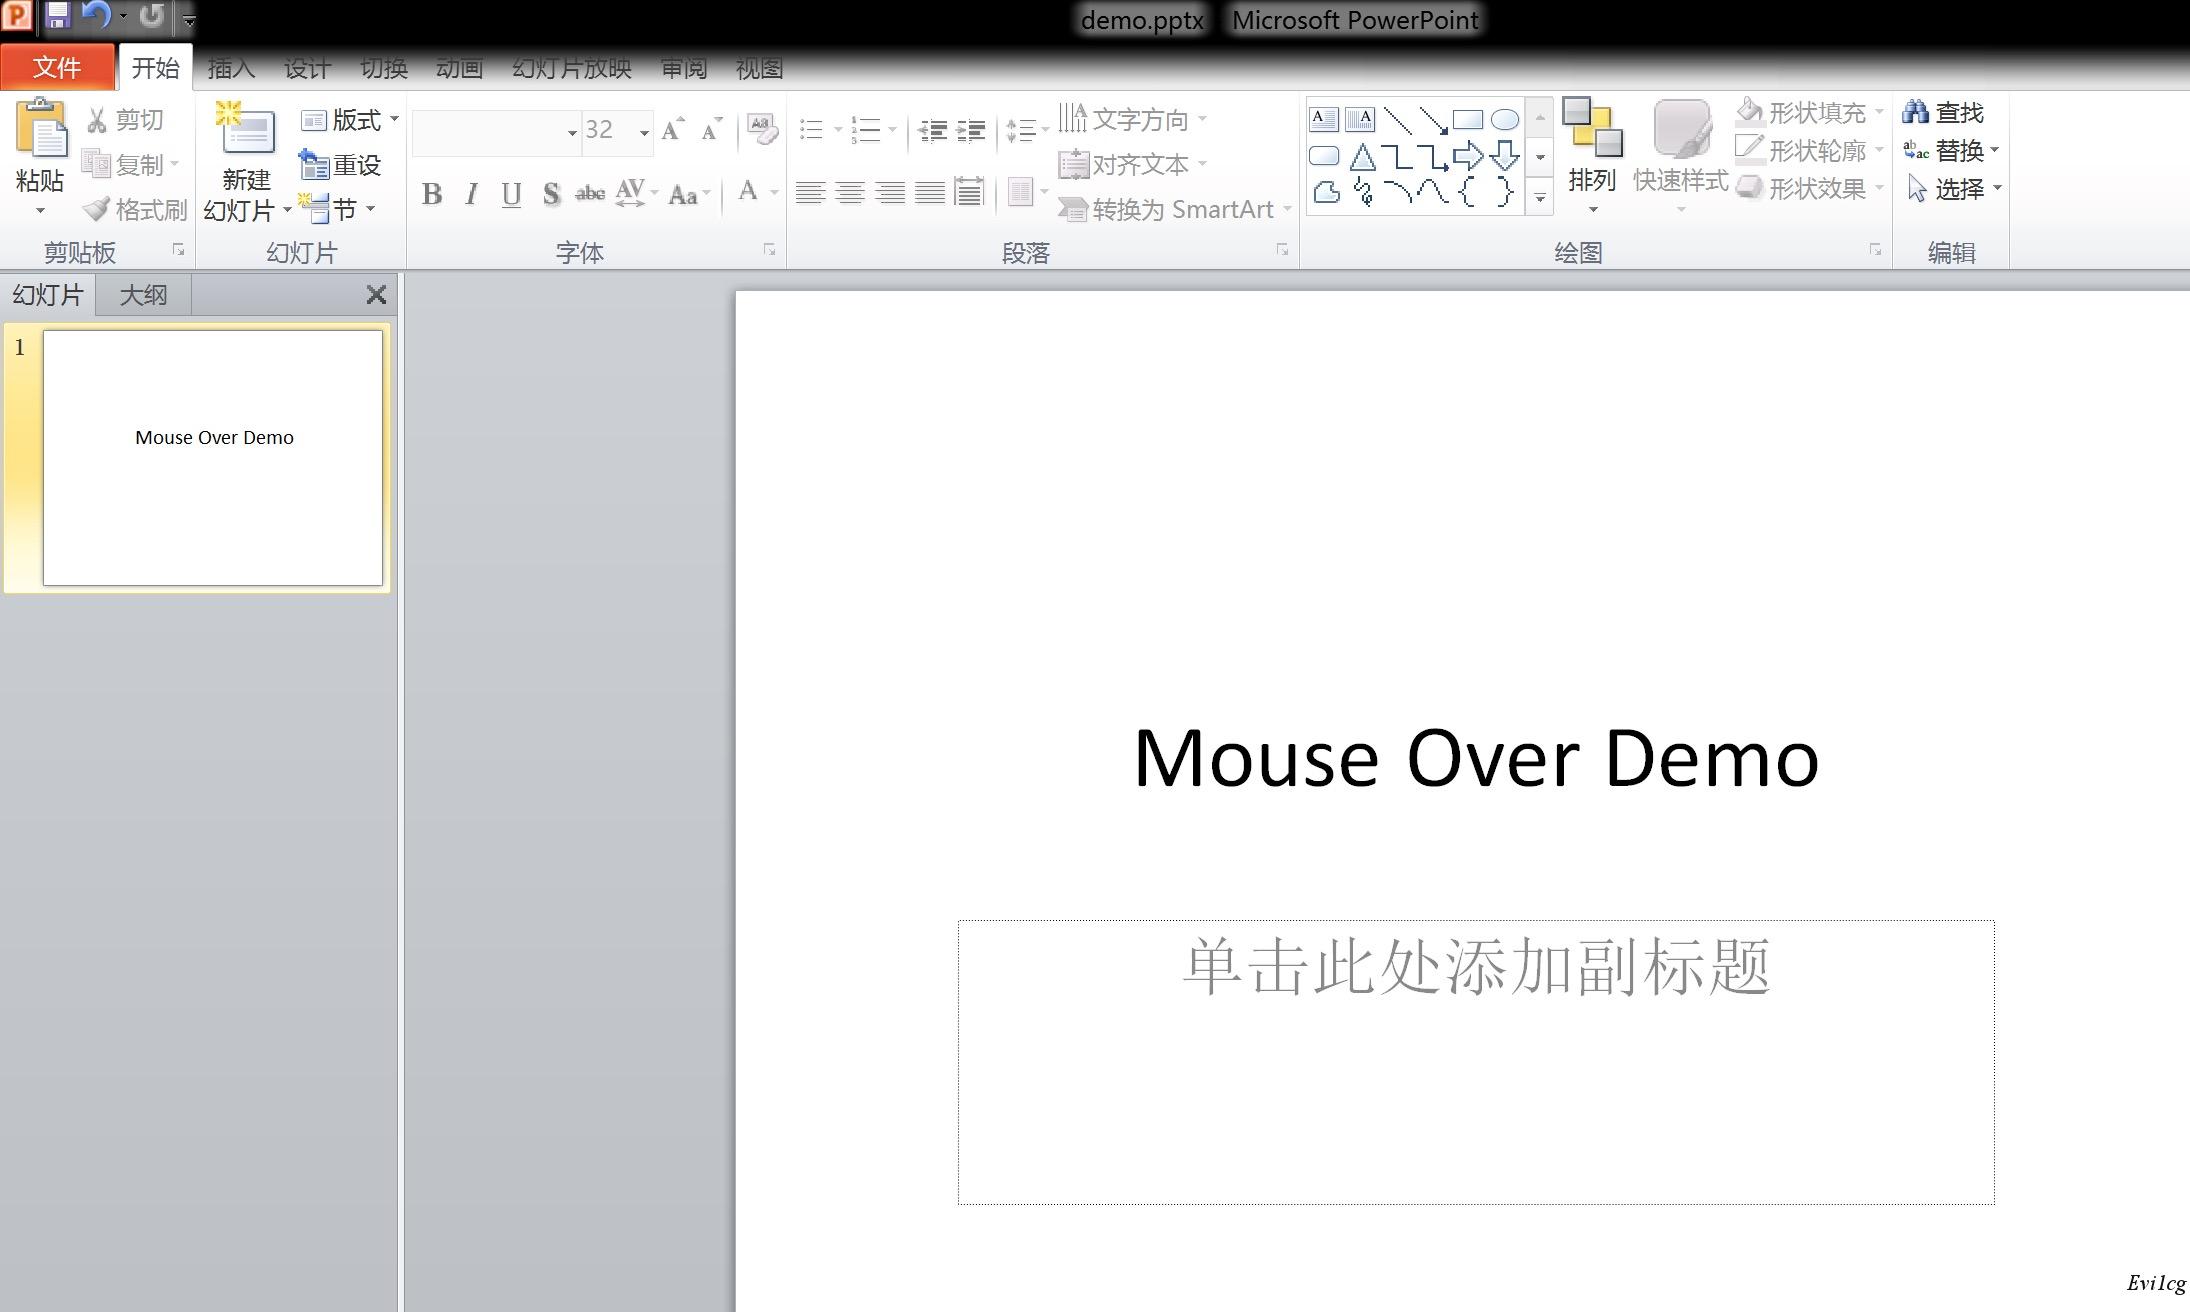 demo.pptx - Microsoft PowerPoint
文件 开始 插入 设计 切换 动画 幻灯片放映 审阅 视图
粘贴
剪切
复制
格式刷
剪贴板
新建
幻灯片
版式
重设
节
幻灯片
32
B I U S abc AV Aa A
字体
文字方向
对齐文本
转换为 SmartArt
段落
排列
快速样式
形状填充
形状轮廓
形状效果
绘图
查找
替换
选择
编辑
幻灯片 大纲
1
Mouse Over Demo
Mouse Over Demo
单击此处添加副标题
Evi1cg